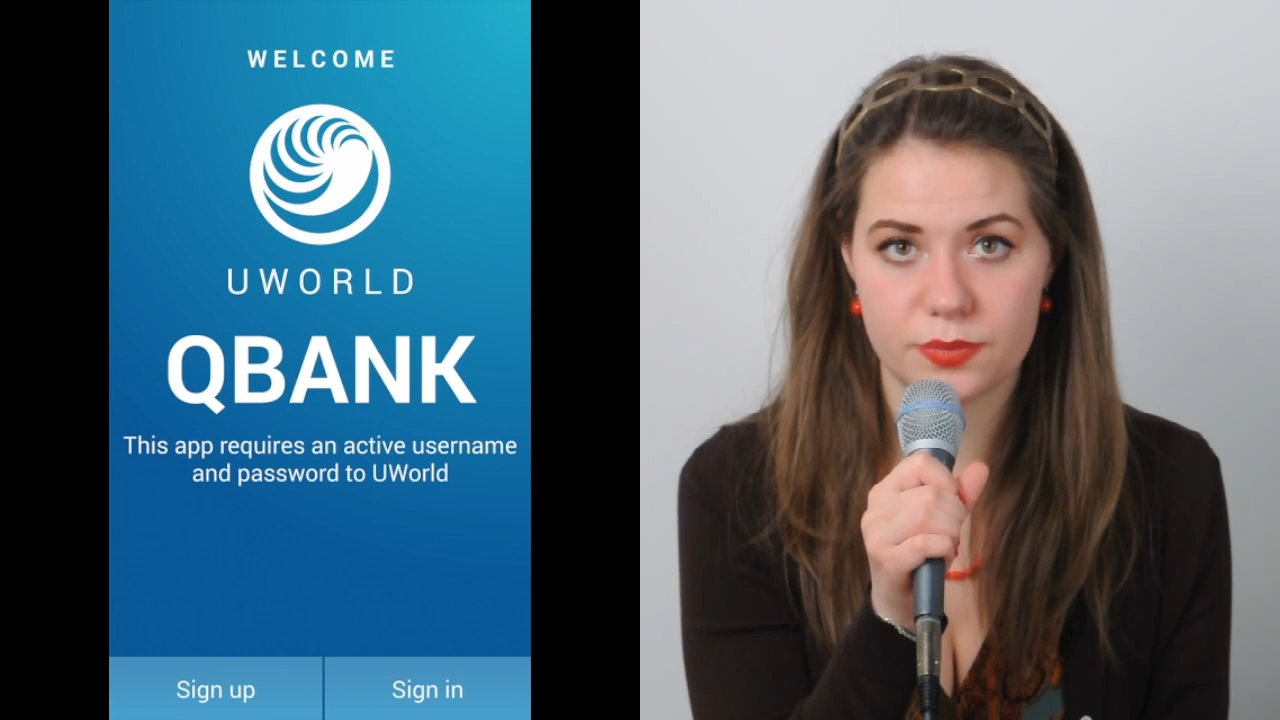 WELCOME
UWORLD
QBANK
This app requires an active username
and password to UWorld
Sign up
Sign in